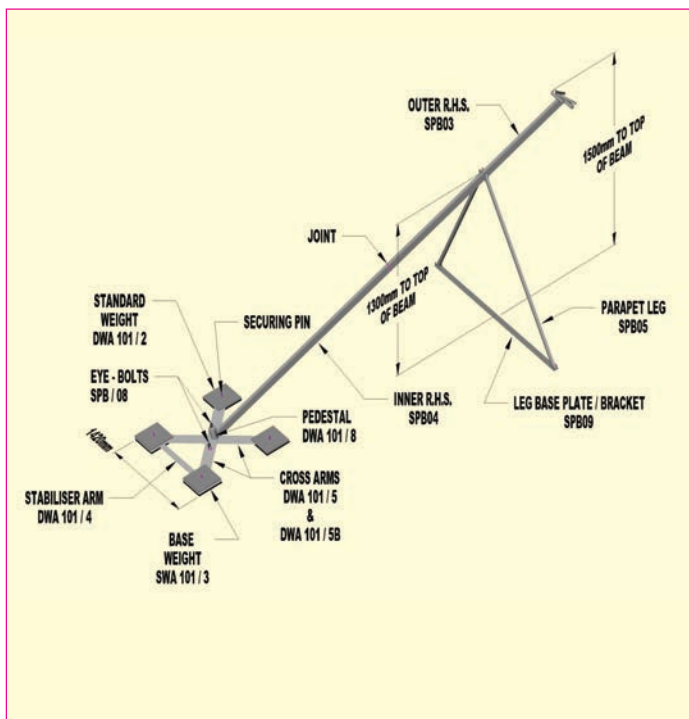 OUTER R.H.S.
SPB03
1500mm TO TOP
OF BEAM
JOINT
1300mm TO TOP
OF BEAM
STANDARD
WEIGHT
DWA 101 / 2
SECURING PIN
PARAPET LEG
SPB05
EYE - BOLTS
SPB / 08
INNER R.H.S.
SPB04
LEG BASE PLATE / BRACKET
SPB09
PEDESTAL
DWA 101 / 8
1420mm
STABILISER ARM
DWA 101 / 4
CROSS ARMS
DWA 101 / 5
&
DWA 101 / 5B
BASE
WEIGHT
SWA 101 / 3